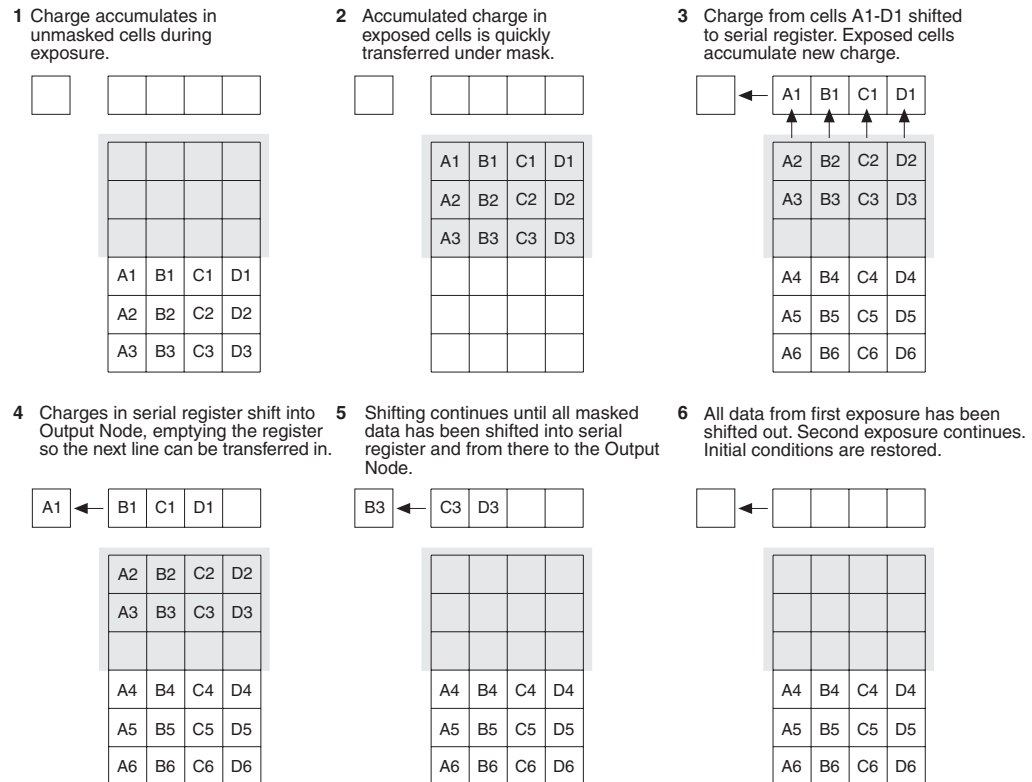 1 Charge accumulates in
unmasked cells during
exposure.
A1 B1 C1 D1
A2 B2 C2 D2
A3 B3 C3 D3
2 Accumulated charge in
exposed cells is quickly
transferred under mask.
A1 B1 C1 D1
A2 B2 C2 D2
A3 B3 C3 D3
3 Charge from cells A1-D1 shifted
to serial register. Exposed cells
accumulate new charge.
A1 B1 C1 D1
A2 B2 C2 D2
A3 B3 C3 D3
A4 B4 C4 D4
A5 B5 C5 D5
A6 B6 C6 D6
4 Charges in serial register shift into
Output Node, emptying the register
so the next line can be transferred in.
A1 B1 C1 D1
A2 B2 C2 D2
A3 B3 C3 D3
A4 B4 C4 D4
A5 B5 C5 D5
A6 B6 C6 D6
5 Shifting continues until all masked
data has been shifted into serial
register and from there to the Output
Node.
B3 C3 D3
A4 B4 C4 D4
A5 B5 C5 D5
A6 B6 C6 D6
6 All data from first exposure has been
shifted out. Second exposure continues.
Initial conditions are restored.
A4 B4 C4 D4
A5 B5 C5 D5
A6 B6 C6 D6